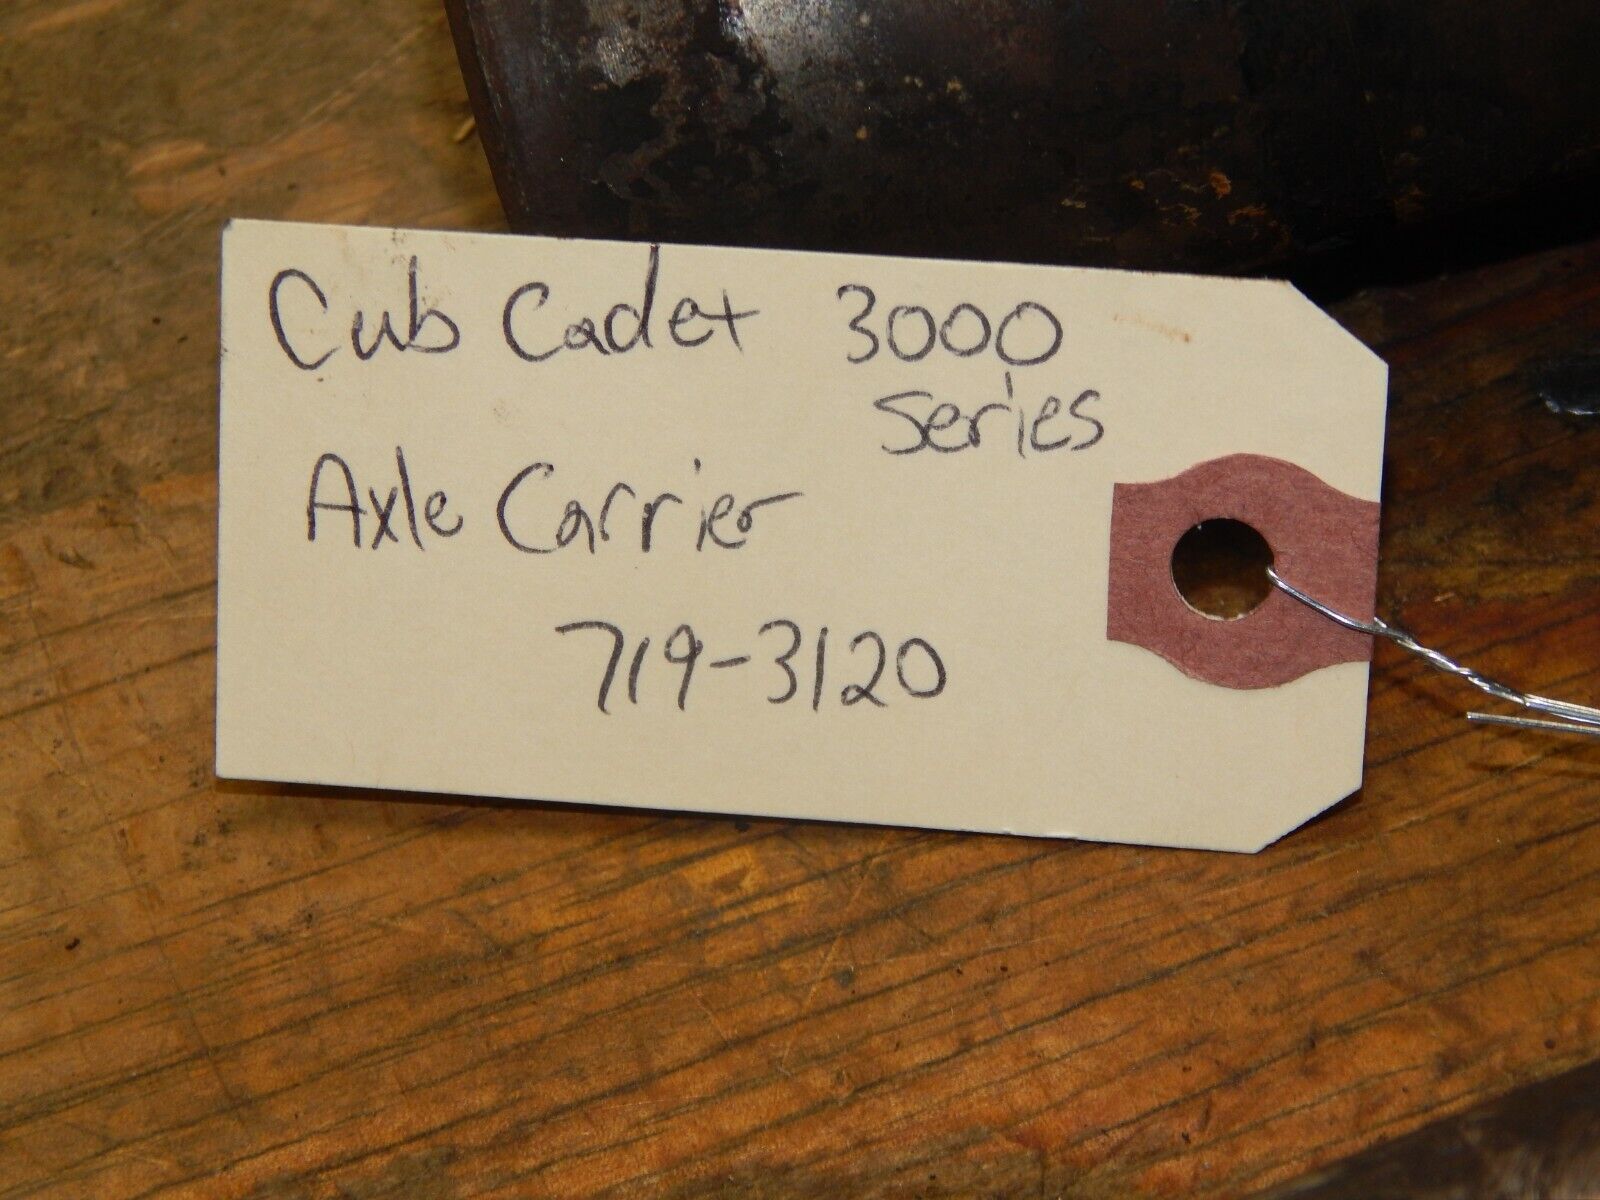 Cub Cadet 3000
series
Axle Carrier
719-3120